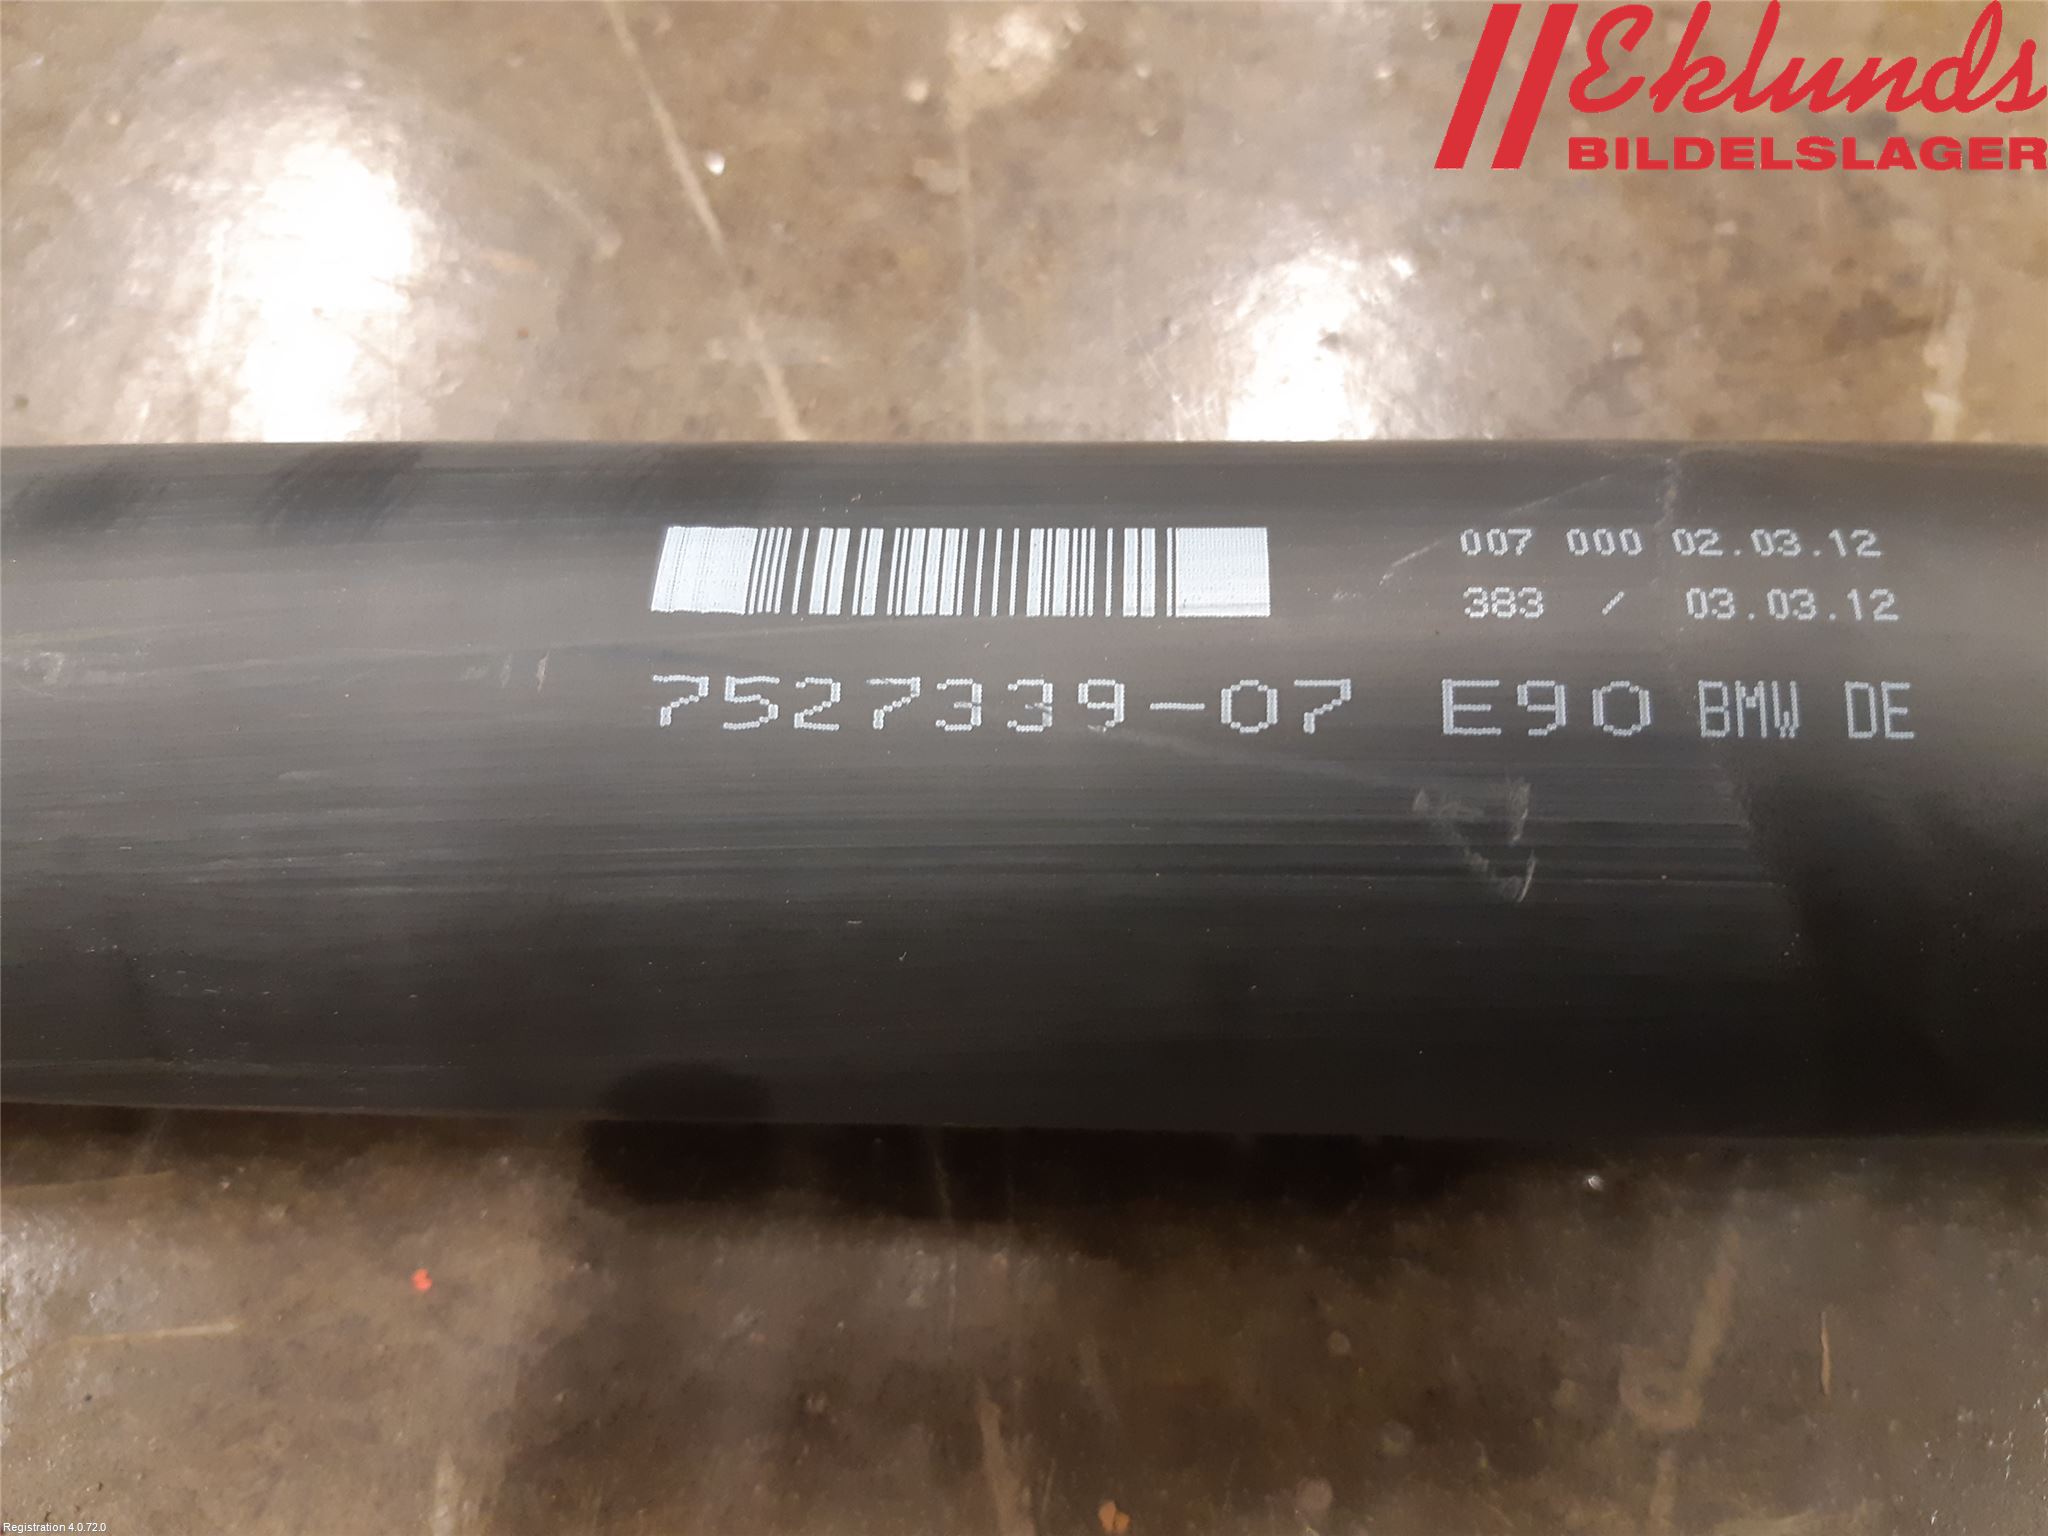 Eklunds
BILDELSLAGER
007 000 02.03.12
383 / 03.03.12
7527339-07 E90 BMW DE
Registration 4.0.72.0